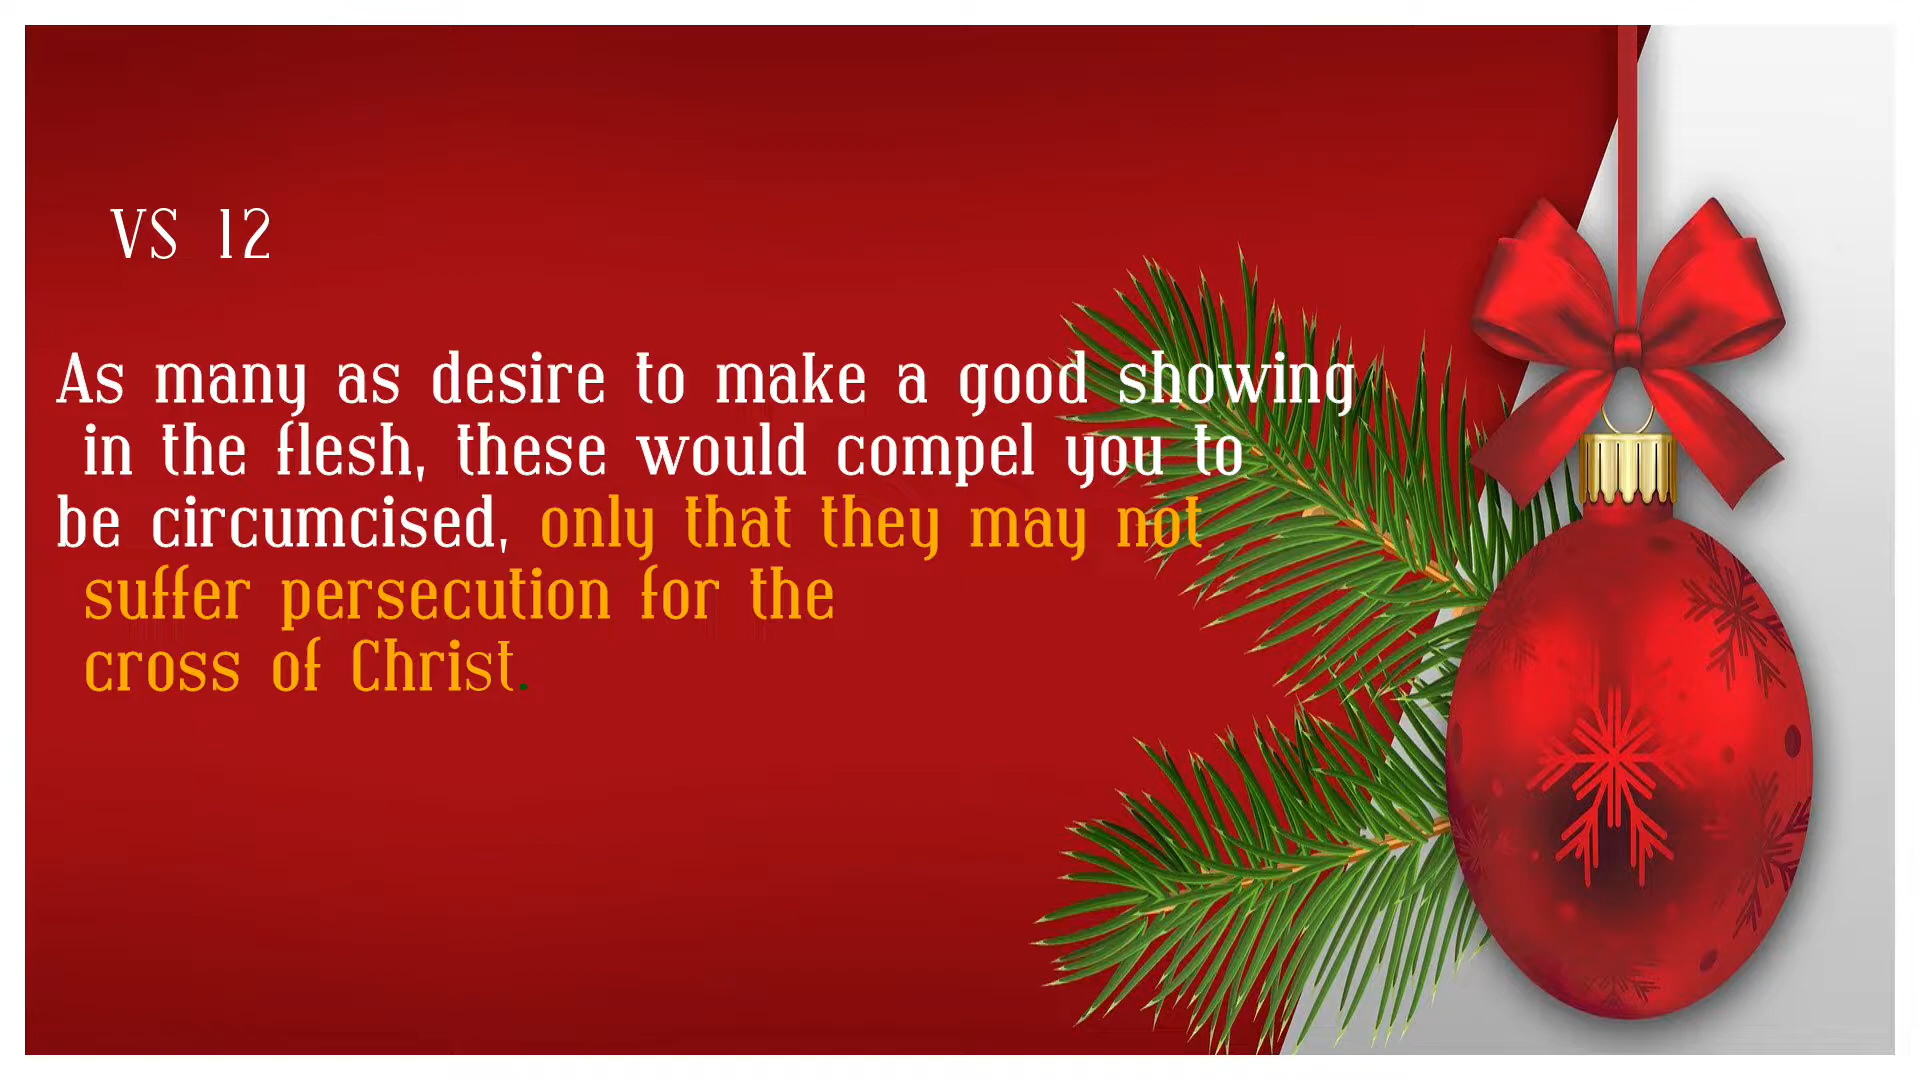 VS 12
As many as desire to make a good showing
in the flesh, these would compel you to
be circumcised, only that they may not
suffer persecution for the
cross of Christ.